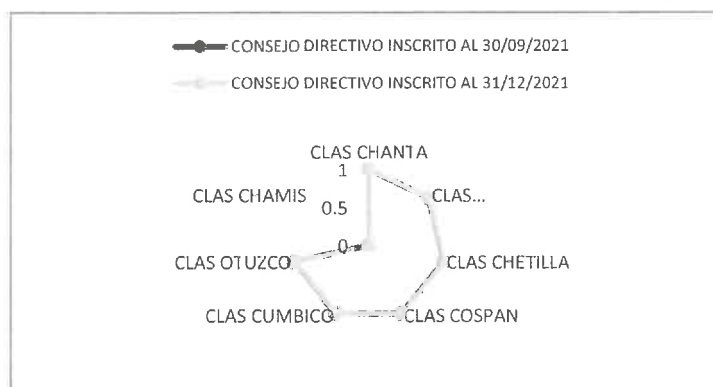 CONSEJO DIRECTIVO INSCRITO AL 30/09/2021
CONSEJO DIRECTIVO INSCRITO AL 31/12/2021
CLAS CHANTA
1
CLAS CHAMIS
CLAS...
0.5
0
CLAS OTUZCO
CLAS CHETILLA
CLAS CUMBICO
CLAS COSPAN